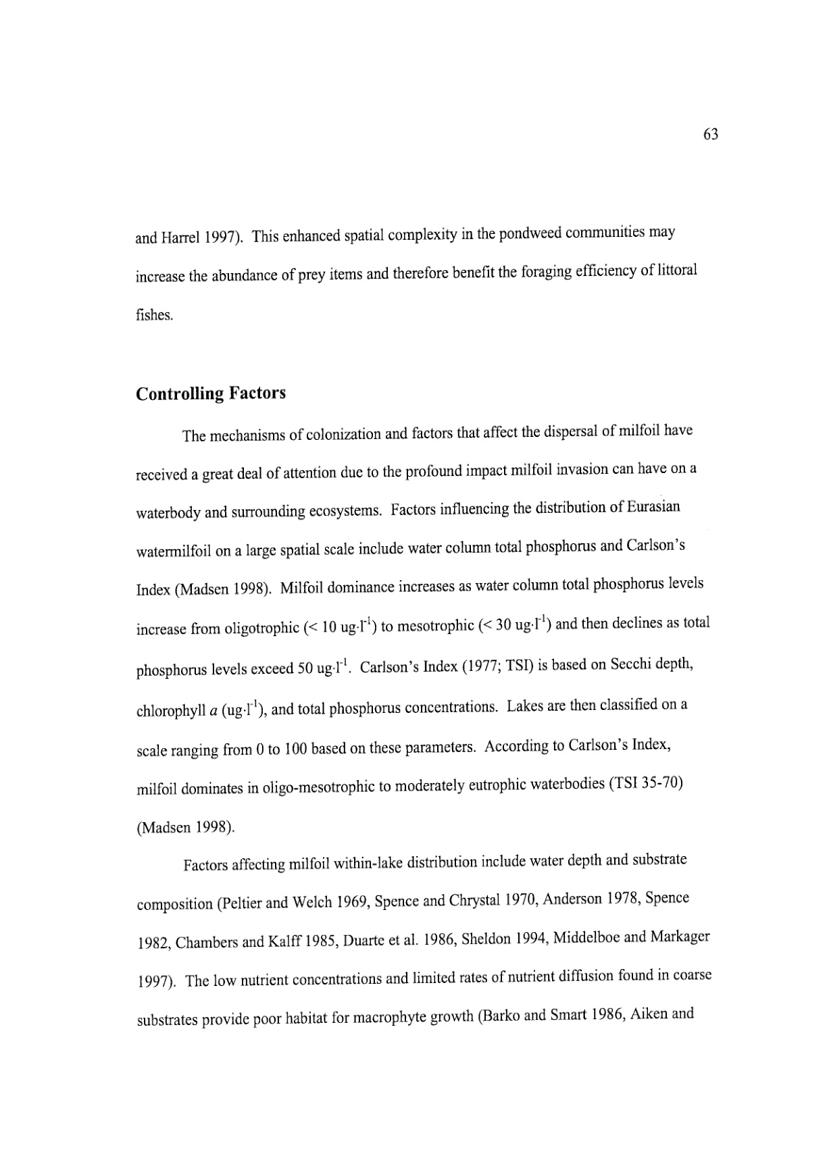 63
and Harrel 1997).  This enhanced spatial complexity in the pondweed communities may
increase the abundance of prey items and therefore benefit the foraging efficiency of littoral
fishes.
Controlling Factors
The mechanisms of colonization and factors that affect the dispersal of milfoil have
received a great deal of attention due to the profound impact milfoil invasion can have on a
waterbody and surrounding ecosystems.  Factors influencing the distribution of Eurasian
watermilfoil on a large spatial scale include water column total phosphorus and Carlson's
Index (Madsen 1998).  Milfoil dominance increases as water column total phosphorus levels
increase from oligotrophic (< 10 ug·l⁻¹) to mesotrophic (< 30 ug·l⁻¹) and then declines as total
phosphorus levels exceed 50 ug·l⁻¹.  Carlson's Index (1977; TSI) is based on Secchi depth,
chlorophyll a (ug·l⁻¹), and total phosphorus concentrations.  Lakes are then classified on a
scale ranging from 0 to 100 based on these parameters.  According to Carlson's Index,
milfoil dominates in oligo-mesotrophic to moderately eutrophic waterbodies (TSI 35-70)
(Madsen 1998).
Factors affecting milfoil within-lake distribution include water depth and substrate
composition (Peltier and Welch 1969, Spence and Chrystal 1970, Anderson 1978, Spence
1982, Chambers and Kalff 1985, Duarte et al. 1986, Sheldon 1994, Middelboe and Markager
1997).  The low nutrient concentrations and limited rates of nutrient diffusion found in coarse
substrates provide poor habitat for macrophyte growth (Barko and Smart 1986, Aiken and